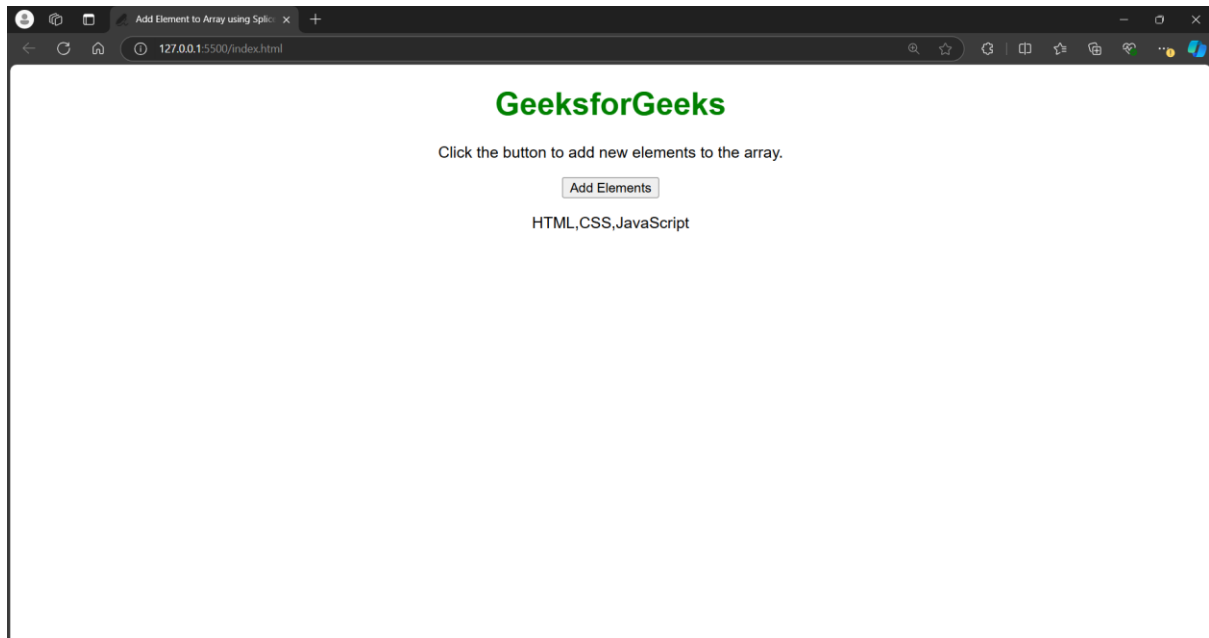 Add Element to Array using Splice
127.0.0.1:5500/index.html
GeeksforGeeks
Click the button to add new elements to the array.
Add Elements
HTML,CSS,JavaScript